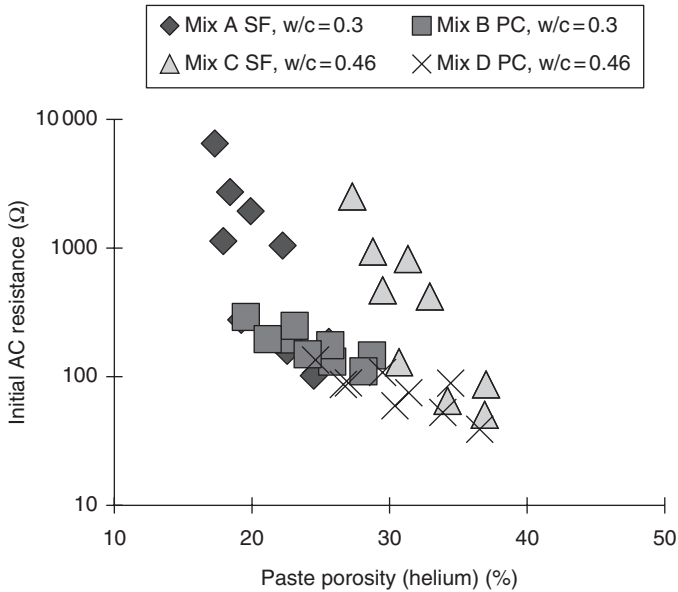 Mix A SF, w/c=0.3 Mix B PC, w/c=0.3
Mix C SF, w/c=0.46 Mix D PC, w/c=0.46
10 000
1000
100
10
Initial AC resistance (Ω)
10 20 30 40 50
Paste porosity (helium) (%)